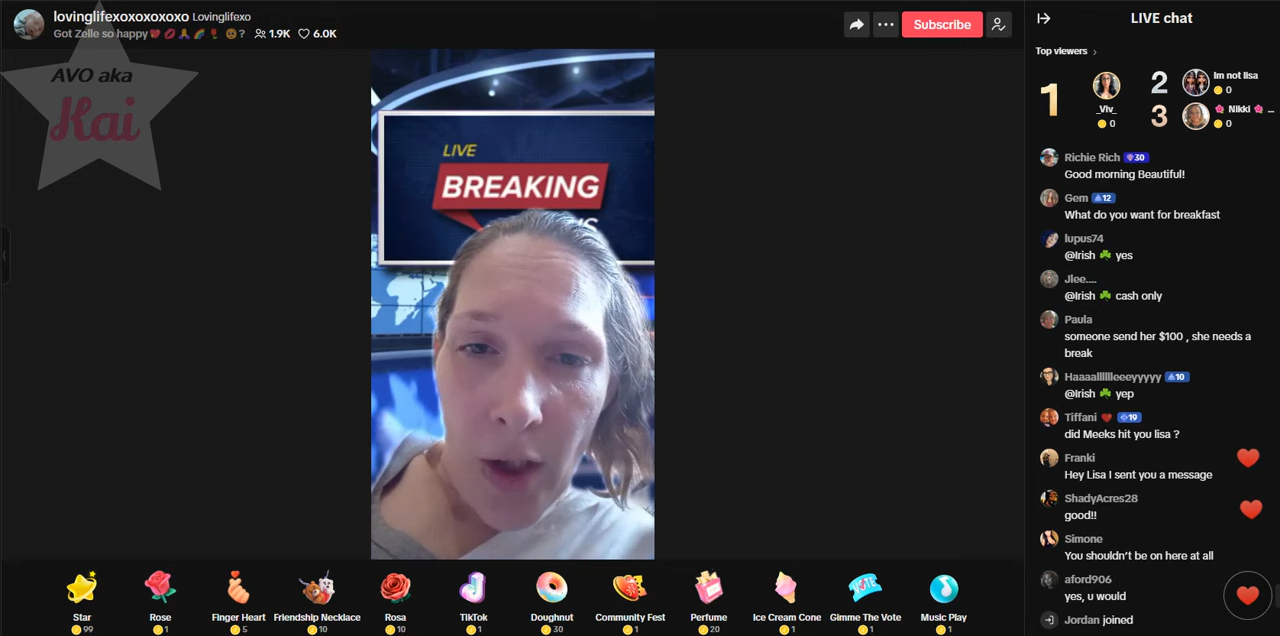 lovinglifexoxoxoxoxo Lovinglifexo
Got Zelle so happy❤️💋🎗️🌈🌹😡?
1.9K
6.0K
Subscribe
LIVE chat
AVO aka
Kai
Top viewers
1
_Viv_
0
2
Im not lisa
0
3
🌺 Nikki 🌺 ...
0
LIVE
BREAKING
Richie Rich 30
Good morning Beautiful!
Gem 12
What do you want for breakfast
lupus74
@Irish ☘️ yes
Jlee....
@Irish ☘️ cash only
Paula
someone send her $100 , she needs a
break
Haaaallllllleeeyyyyy 10
@Irish ☘️ yep
Tiffani ❤️ 19
did Meeks hit you lisa ?
Franki
Hey Lisa I sent you a message
ShadyAcres28
good!!
Simone
You shouldn't be on here at all
aford906
yes, u would
Jordan joined
Star
99
Rose
1
Finger Heart
5
Friendship Necklace
10
Rosa
10
TikTok
1
Doughnut
30
Community Fest
1
Perfume
20
Ice Cream Cone
1
VOTE
Gimme The Vote
1
Music Play
1